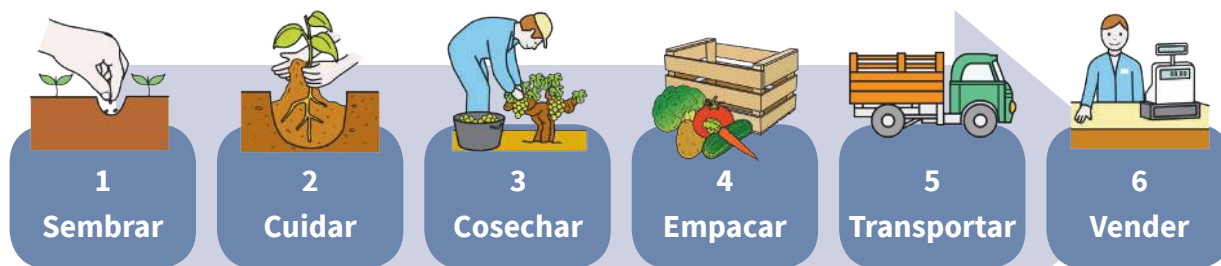 1
Sembrar
2
Cuidar
3
Cosechar
4
Empacar
5
Transportar
6
Vender